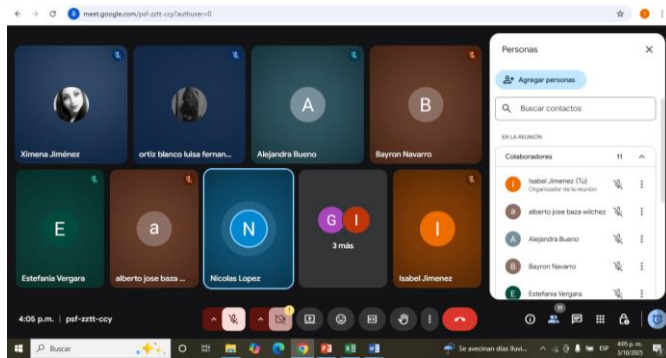 meet.google.com/psf-zztt-ccy?authuser=0
Ximena Jiménez
ortiz blanco luisa fernan...
A
Alejandra Bueno
B
Bayron Navarro
E
Estefania Vergara
a
alberto jose baza ...
N
Nicolas Lopez
G I
3 más
I
Isabel Jimenez
Personas
Agregar personas
Buscar contactos
EN LA REUNIÓN
Colaboradores 11
I
Isabel Jimenez (Tú)
Organizador de la reunión
a
alberto jose baza wilchez
A
Alejandra Bueno
B
Bayron Navarro
E
Estefania Vergara
4:05 p.m. | psf-zztt-ccy
11
Buscar
Se avecinan días lluvi...
ESP
4:05 p. m.
3/10/2025